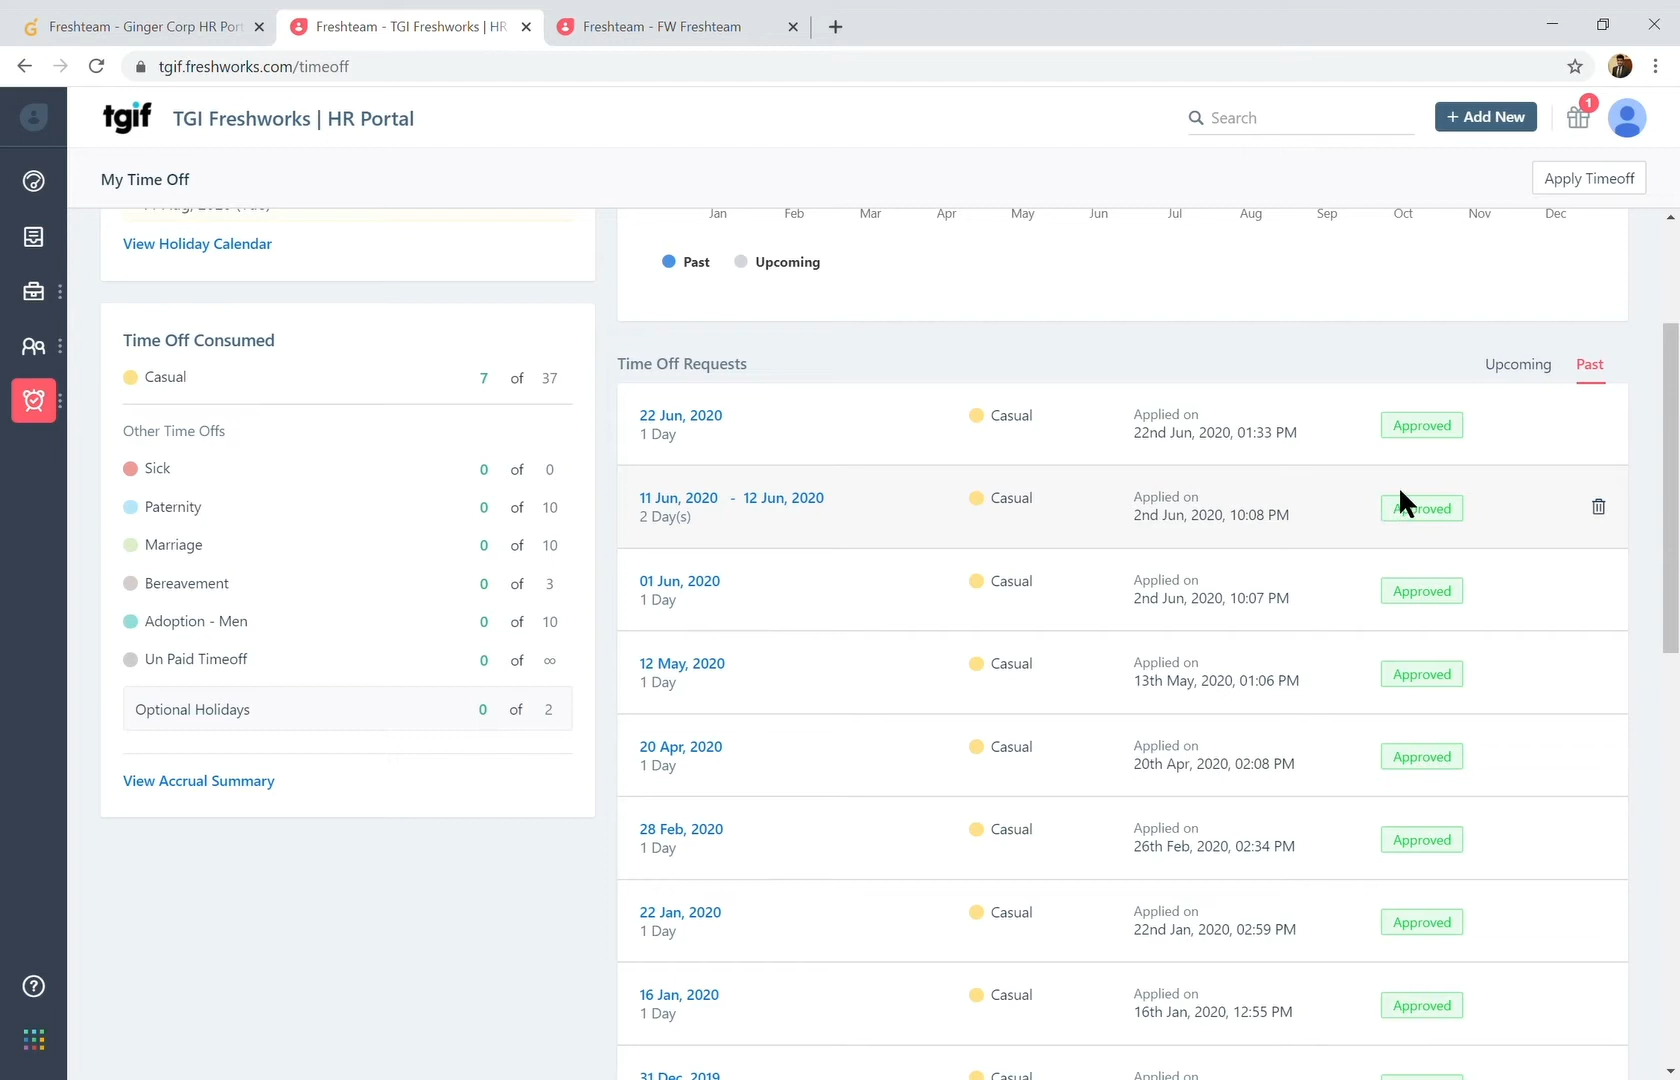 Freshteam - Ginger Corp HR Por
Freshteam - TGI Freshworks | HR
Freshteam - FW Freshteam
tgif.freshworks.com/timeoff
tgif
TGI Freshworks | HR Portal
Search
+ Add New
1
My Time Off
Apply Timeoff
View Holiday Calendar
Jan Feb Mar Apr May Jun Jul Aug Sep Oct Nov Dec
Past Upcoming
Time Off Consumed
Casual 7 of 37
Other Time Offs
Sick 0 of 0
Paternity 0 of 10
Marriage 0 of 10
Bereavement 0 of 3
Adoption - Men 0 of 10
Un Paid Timeoff 0 of ∞
Optional Holidays 0 of 2
View Accrual Summary
Time Off Requests Upcoming Past
22 Jun, 2020 Casual Applied on Approved
1 Day 22nd Jun, 2020, 01:33 PM
11 Jun, 2020 - 12 Jun, 2020 Casual Applied on Approved
2 Day(s) 2nd Jun, 2020, 10:08 PM
01 Jun, 2020 Casual Applied on Approved
1 Day 2nd Jun, 2020, 10:07 PM
12 May, 2020 Casual Applied on Approved
1 Day 13th May, 2020, 01:06 PM
20 Apr, 2020 Casual Applied on Approved
1 Day 20th Apr, 2020, 02:08 PM
28 Feb, 2020 Casual Applied on Approved
1 Day 26th Feb, 2020, 02:34 PM
22 Jan, 2020 Casual Applied on Approved
1 Day 22nd Jan, 2020, 02:59 PM
16 Jan, 2020 Casual Applied on Approved
1 Day 16th Jan, 2020, 12:55 PM
31 Dec, 2019 Casual Applied on